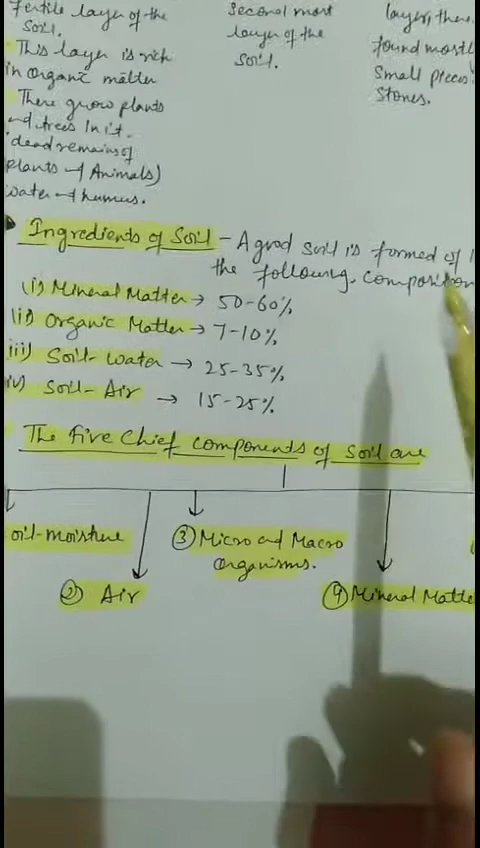 Fertile layer of the
Soil.
This layer is rich
in organic matter
There grow plants
and trees in it.
dead remains of
plants & Animals)
water & humus.
Second most
layer of the
Soil.
layer, there
found mostl
Small pieces
Stones.
Ingredients of Soil - A good soil is formed of
the following composition
(i) Mineral Matter → 50-60%
(ii) Organic Matter → 7-10%
iii) Soil-water → 25-35%
iv) Soil-Air → 15-25%
The five chief components of soil are
oil-moisture
② Air
③ Micro and Macro
organisms.
④ Mineral Matte